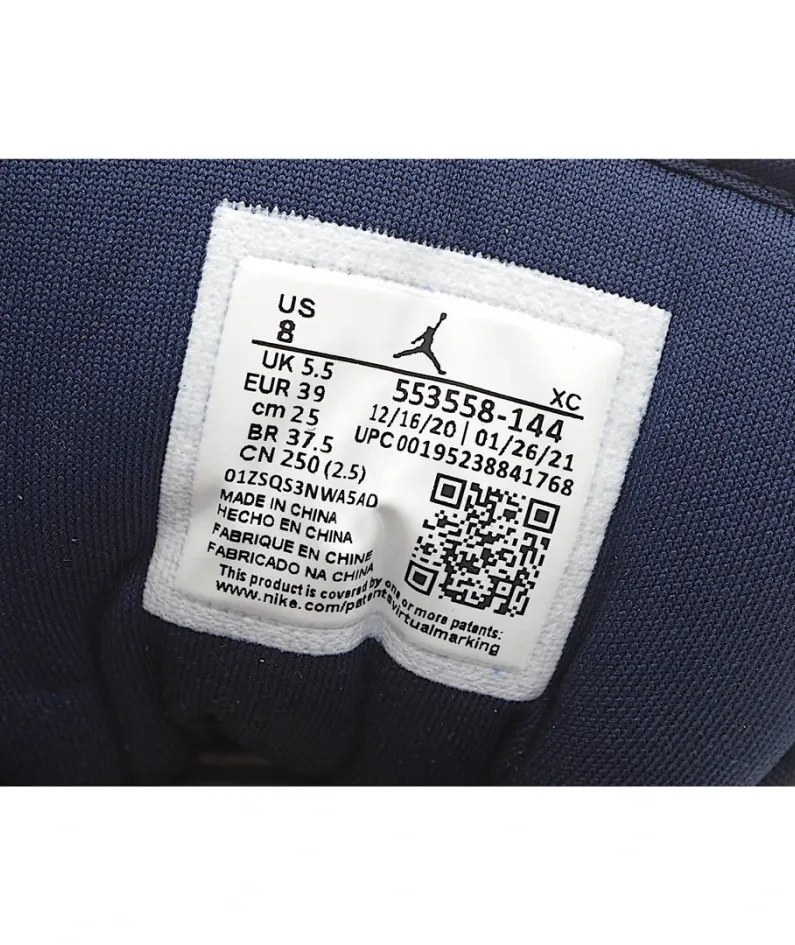 US
8
XC
UK 5.5
EUR 39
cm 25
BR 37.5
CN 250 (2.5)
553558-144
12/16/20 | 01/26/21
UPC 00195238841768
01ZSQS3NWA5AD
MADE IN CHINA
HECHO EN CHINA
FABRIQUE EN CHINE
FABRICADO NA CHINA
This product is covered by one or more patents:
www.nike.com/patentsvirtualmarking